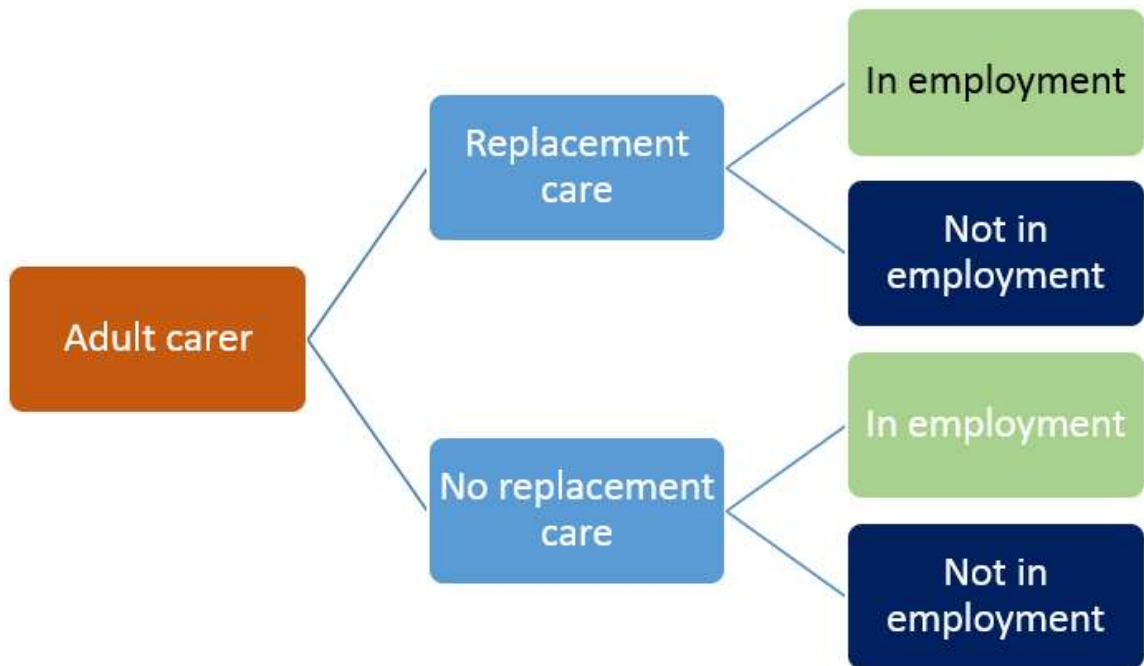 Adult carer
Replacement
care
No replacement
care
In employment
Not in
employment
In employment
Not in
employment